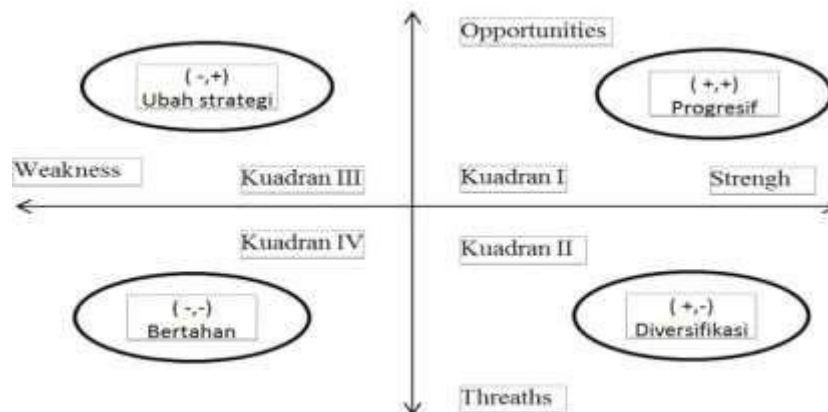 Opportunities
( -,+)
Ubah strategi
( +,+)
Progresif
Weakness
Kuadran III
Kuadran I
Strengh
Kuadran IV
Kuadran II
( -,-)
Bertahan
( +,-)
Diversifikasi
Threaths